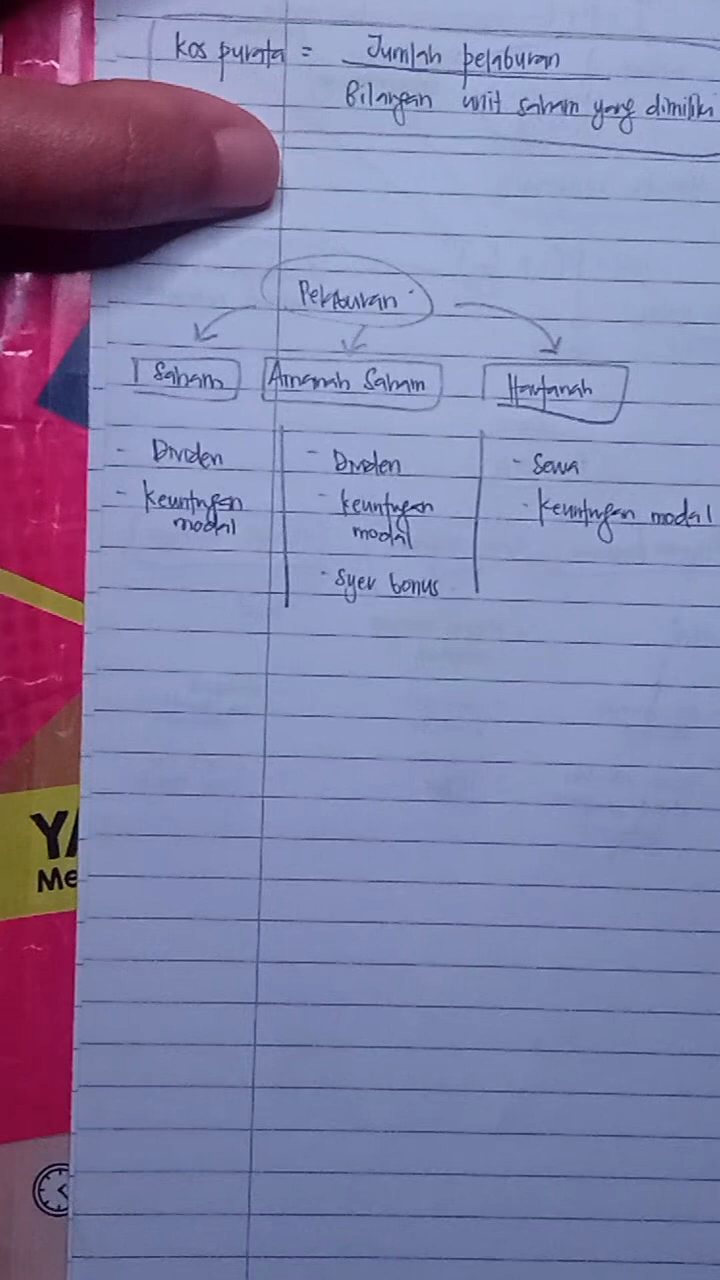 Kos purata = Jumlah pelaburan
Bilangan unit saham yang dimiliki
Pelaburan
Saham
Amanah Saham
Hartanah
- Dividen
- Keuntungan
modal
- Dividen
- Keuntungan
modal
- Syer bonus
- Sewa
- Keuntungan modal
YA
Me